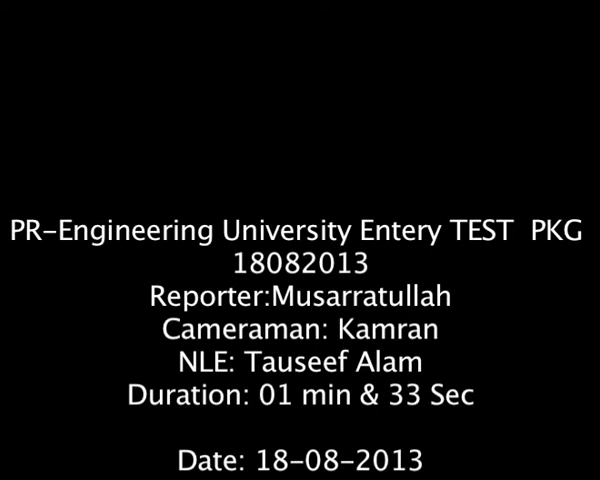 PR-Engineering University Entery TEST  PKG
18082013
Reporter:Musarratullah
Cameraman: Kamran
NLE: Tauseef Alam
Duration: 01 min & 33 Sec
Date: 18-08-2013